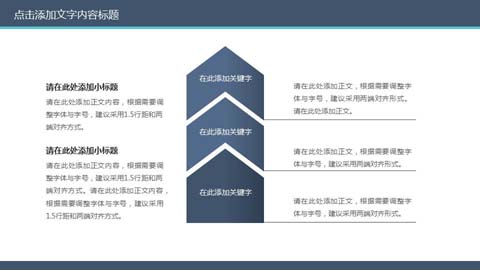 点击添加文字内容标题
请在此处添加小标题
请在此处添加正文内容，根据需要调
整字体与字号，建议采用1.5行距和两
端对齐方式。
请在此处添加小标题
请在此处添加正文内容，根据需要调
整字体与字号，建议采用1.5行距和两
端对齐方式。请在此处添加正文内容，
根据需要调整字体与字号，建议采用
1.5行距和两端对齐方式。
在此处添加关键字
在此处添加关键字
在此处添加关键字
请在此处添加正文，根据需要调整字
体与字号，建议采用两端对齐形式。
请在此处添加正文。
请在此处添加正文，根据需要调整字
体与字号，建议采用两端对齐形式。
请在此处添加正文，根据需要调整字
体与字号，建议采用两端对齐形式。